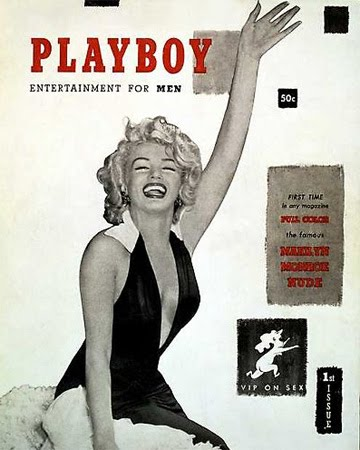 PLAYBOY
ENTERTAINMENT FOR MEN
50c
FIRST TIME
in any magazine
FULL COLOR
the famous
MARILYN
MONROE
NUDE
VIP ON SEX
1st
ISSUE